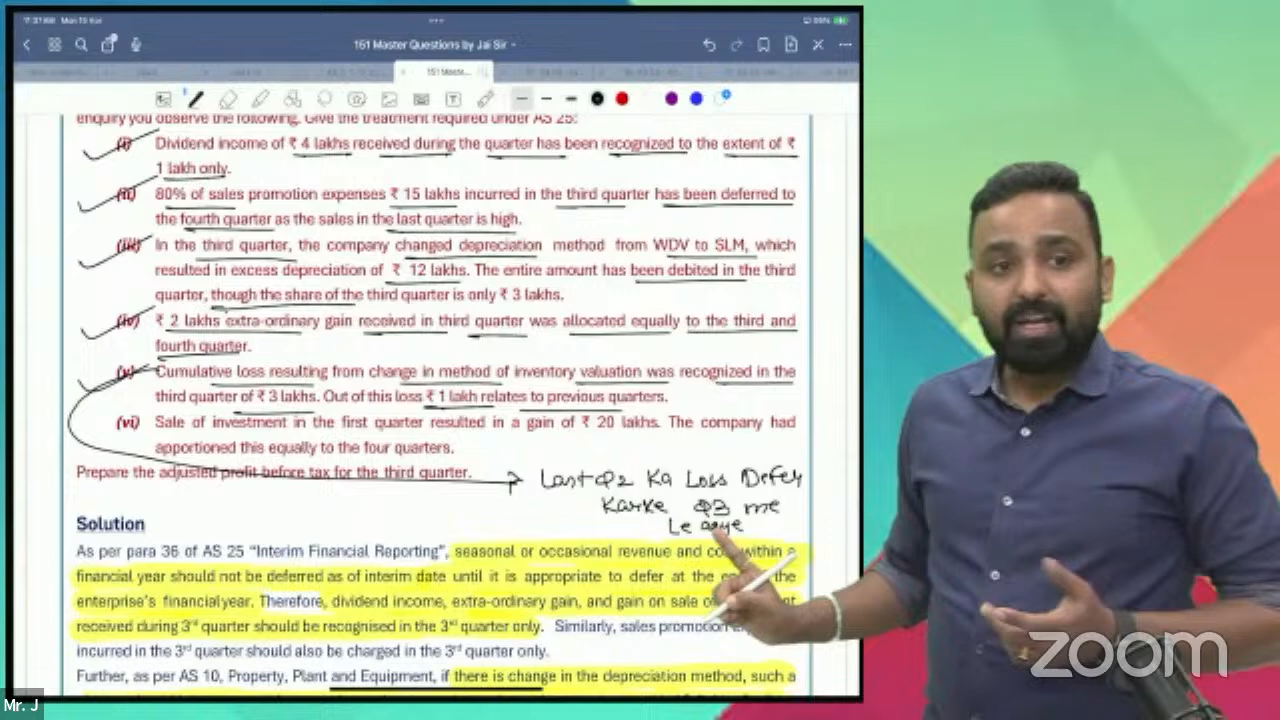 11:37 AM Mon 19 Mar
151 Master Questions by Jai Sir
151 Maste...
enquiry you observe the following. Give the treatment required under AS 25:
(i) Dividend income of ₹ 4 lakhs received during the quarter has been recognized to the extent of ₹
1 lakh only.
(ii) 80% of sales promotion expenses ₹ 15 lakhs incurred in the third quarter has been deferred to
the fourth quarter as the sales in the last quarter is high.
(iii) In the third quarter, the company changed depreciation method from WDV to SLM, which
resulted in excess depreciation of ₹ 12 lakhs. The entire amount has been debited in the third
quarter, though the share of the third quarter is only ₹ 3 lakhs.
(iv) ₹ 2 lakhs extra-ordinary gain received in third quarter was allocated equally to the third and
fourth quarter.
(v) Cumulative loss resulting from change in method of inventory valuation was recognized in the
third quarter of ₹ 3 lakhs. Out of this loss ₹ 1 lakh relates to previous quarters.
(vi) Sale of investment in the first quarter resulted in a gain of ₹ 20 lakhs. The company had
apportioned this equally to the four quarters.
Prepare the adjusted profit before tax for the third quarter.
Last Q2 Ka Loss Defer
Karke Q3 me
Le aaye
Solution
As per para 36 of AS 25 "Interim Financial Reporting", seasonal or occasional revenue and within a
financial year should not be deferred as of interim date until it is appropriate to defer at the the
enterprise's financialyear. Therefore, dividend income, extra-ordinary gain, and gain on sale
received during 3rd quarter should be recognised in the 3rd quarter only. Similarly, sales promotion
incurred in the 3rd quarter should also be charged in the 3rd quarter only.
Further, as per AS 10, Property, Plant and Equipment, if there is change in the depreciation method, such a
zoom
Mr. J